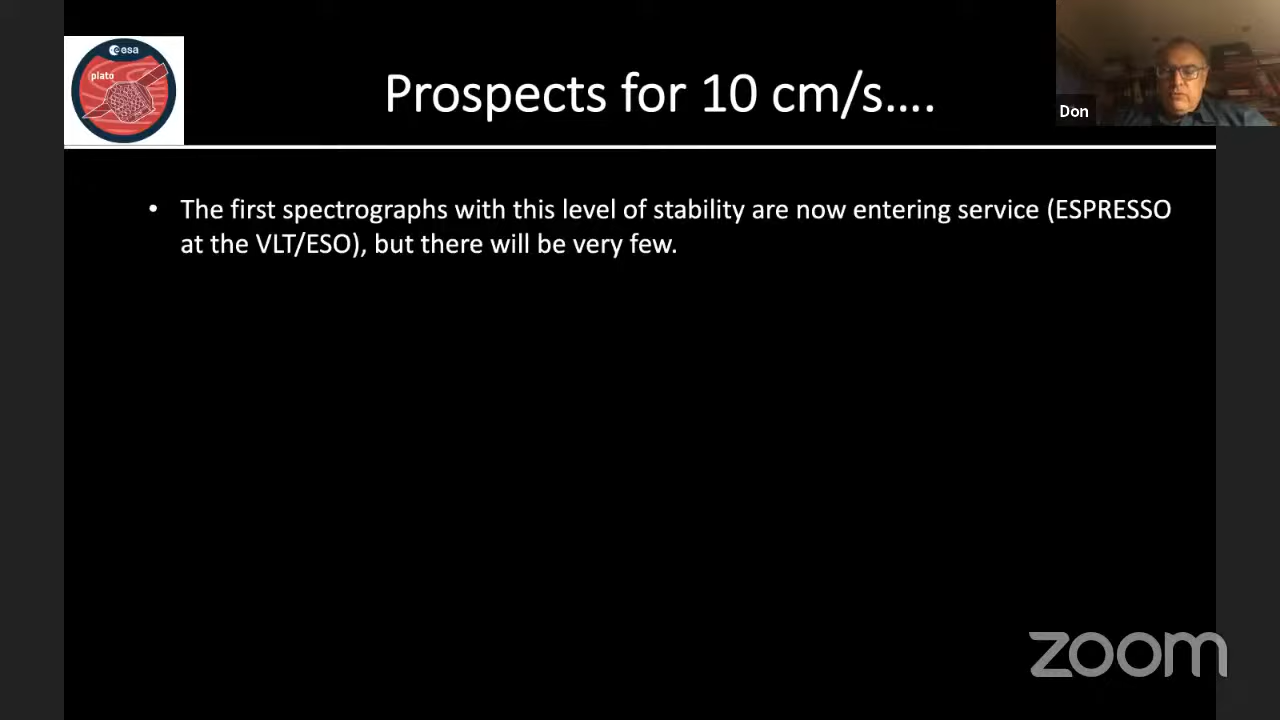 esa
plato
Prospects for 10 cm/s….
Don
• The first spectrographs with this level of stability are now entering service (ESPRESSO
at the VLT/ESO), but there will be very few.
zoom